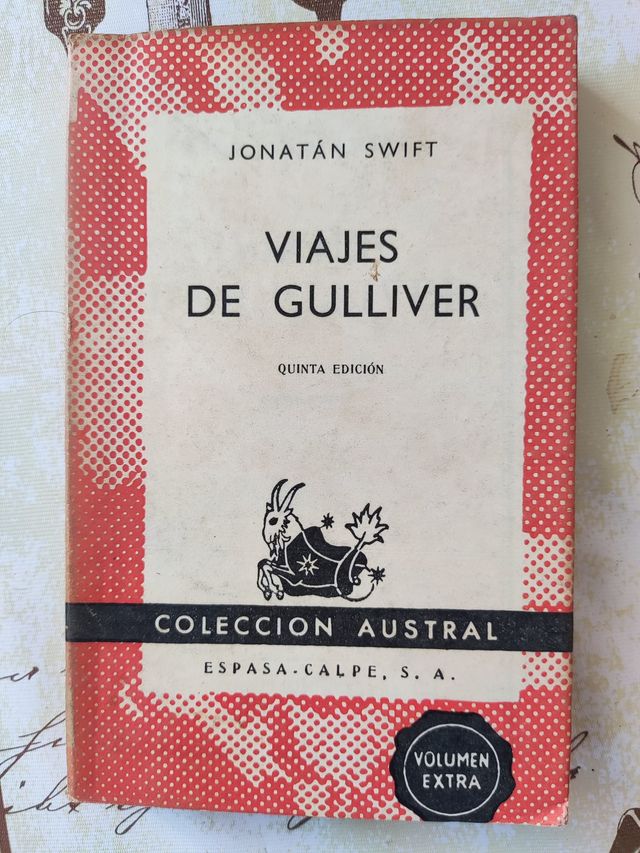 JONATÁN SWIFT
VIAJES
DE GULLIVER
QUINTA EDICIÓN
COLECCION AUSTRAL
ESPASA-CALPE, S. A.
VOLUMEN
EXTRA